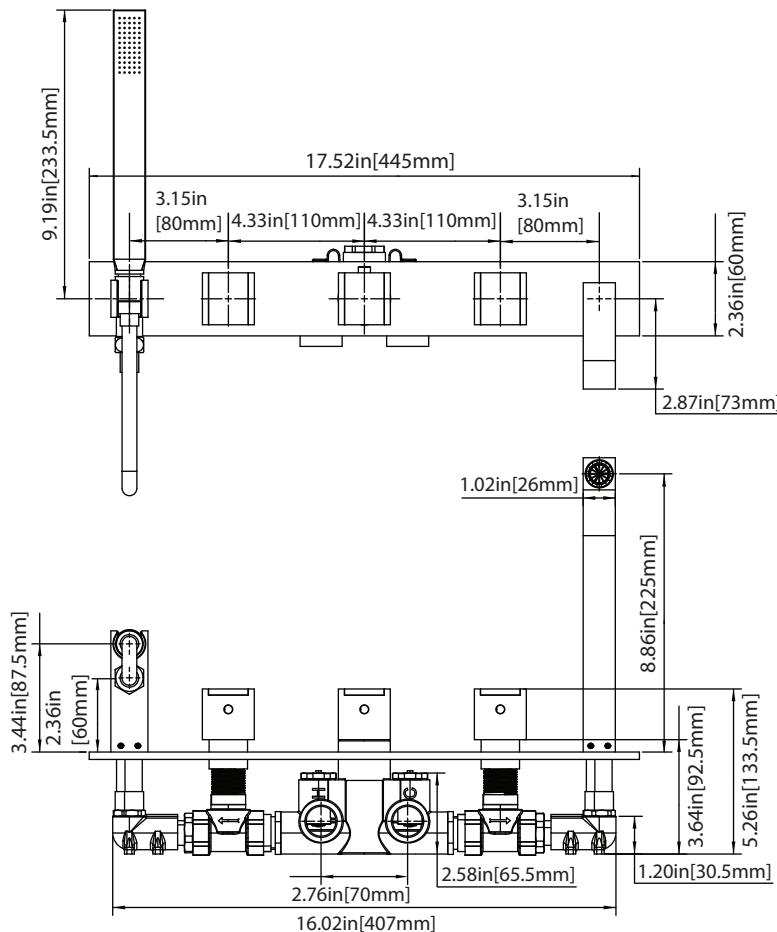 9.19in[233.5mm]
17.52in[445mm]
3.15in
[80mm]
4.33in[110mm]
4.33in[110mm]
3.15in
[80mm]
2.36in[60mm]
2.87in[73mm]
1.02in[26mm]
8.86in[225mm]
3.44in[87.5mm]
2.36in
[60mm]
H
C
3.64in[92.5mm]
5.26in[133.5mm]
2.58in[65.5mm]
1.20in[30.5mm]
2.76in[70mm]
16.02in[407mm]